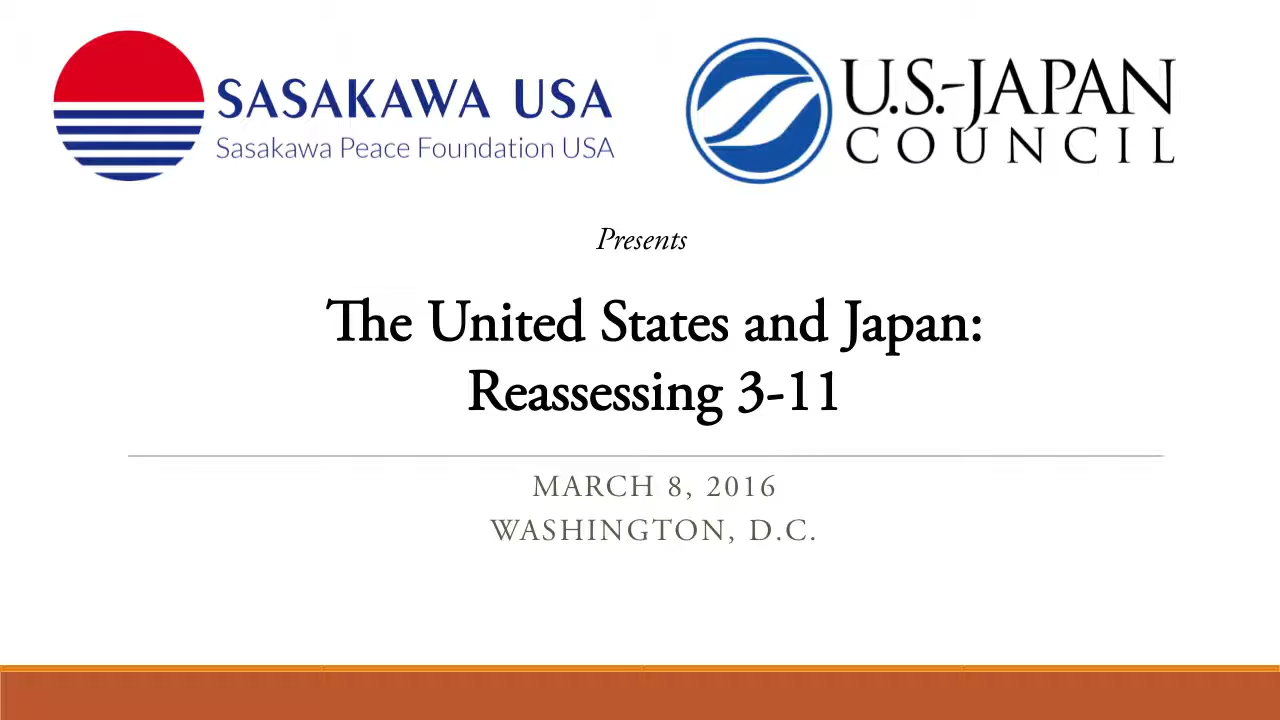 SASAKAWA USA
Sasakawa Peace Foundation USA
U.S.-JAPAN
COUNCIL
Presents
The United States and Japan:
Reassessing 3-11
MARCH 8, 2016
WASHINGTON, D.C.